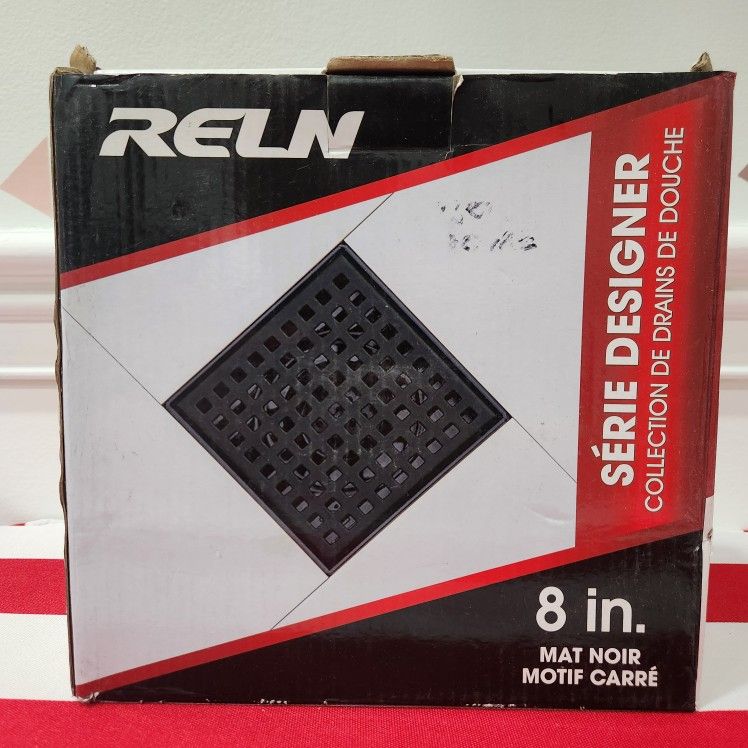 RELN
SÉRIE DESIGNER
COLLECTION DE DRAINS DE DOUCHE
8 in.
MAT NOIR
MOTIF CARRÉ